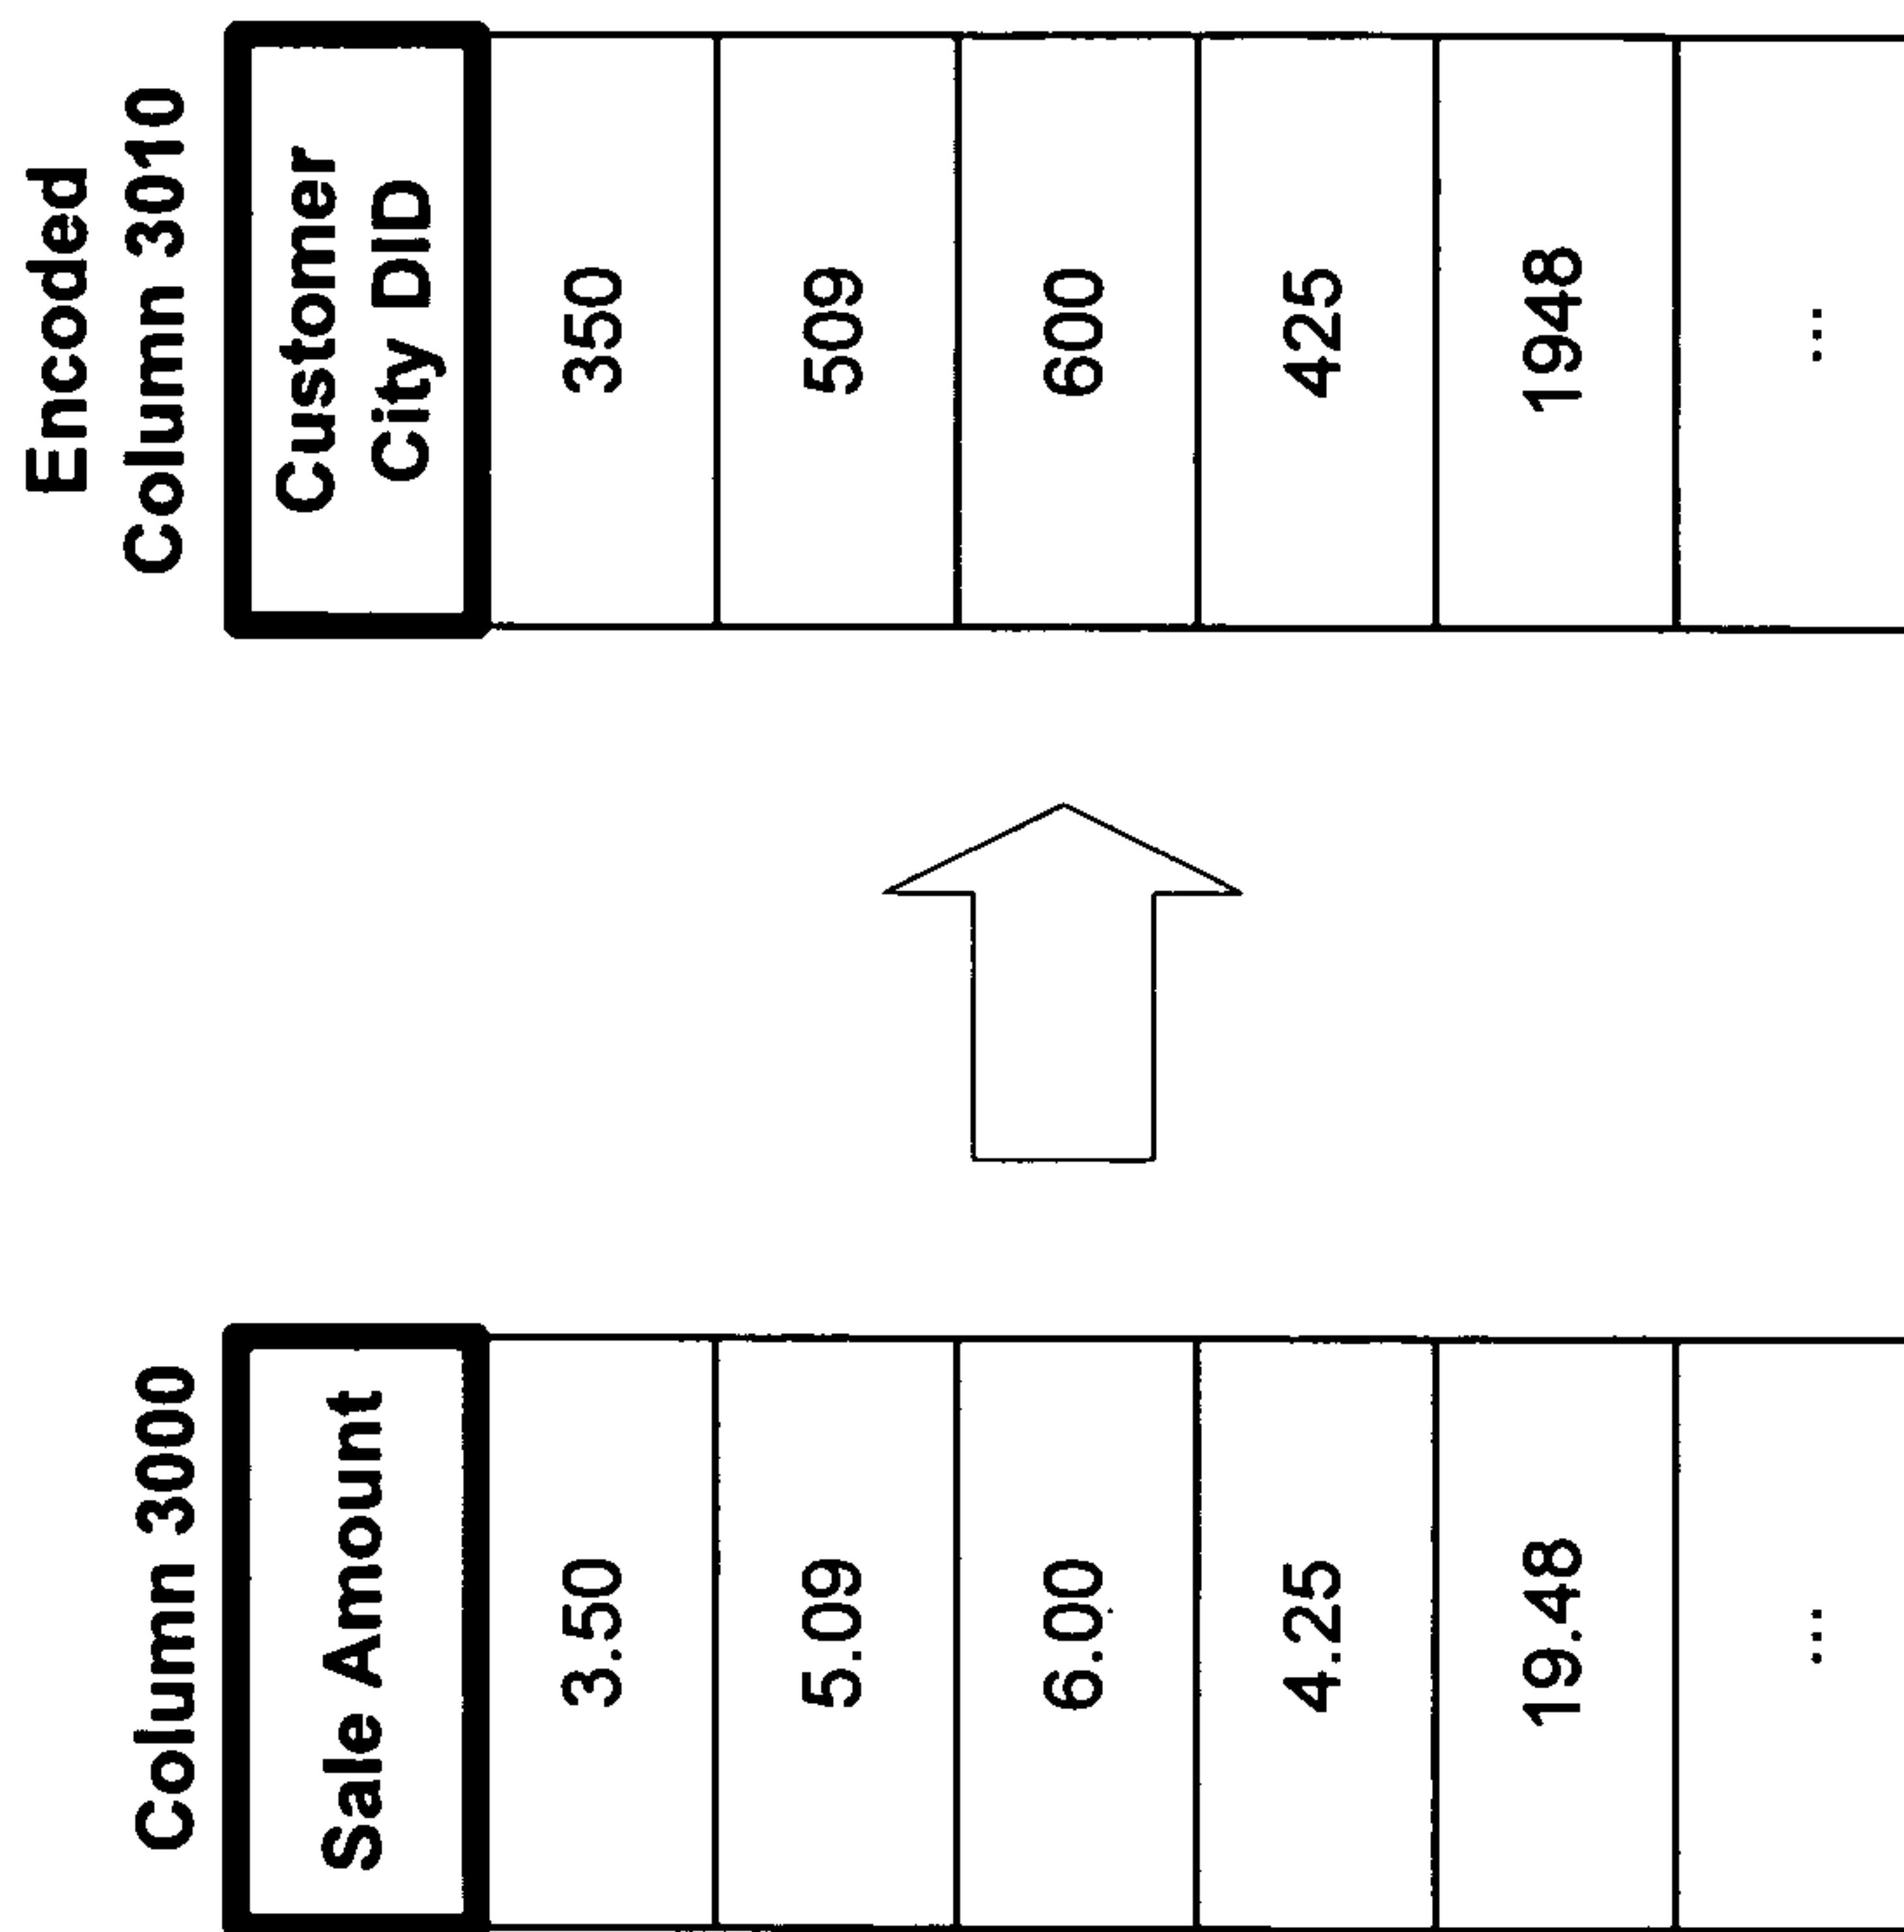 Column 3000
Sale Amount
3.50
5.09
6.00
4.25
19.48
...
Encoded
Column 3010
Customer
City DID
350
509
600
425
1948
...